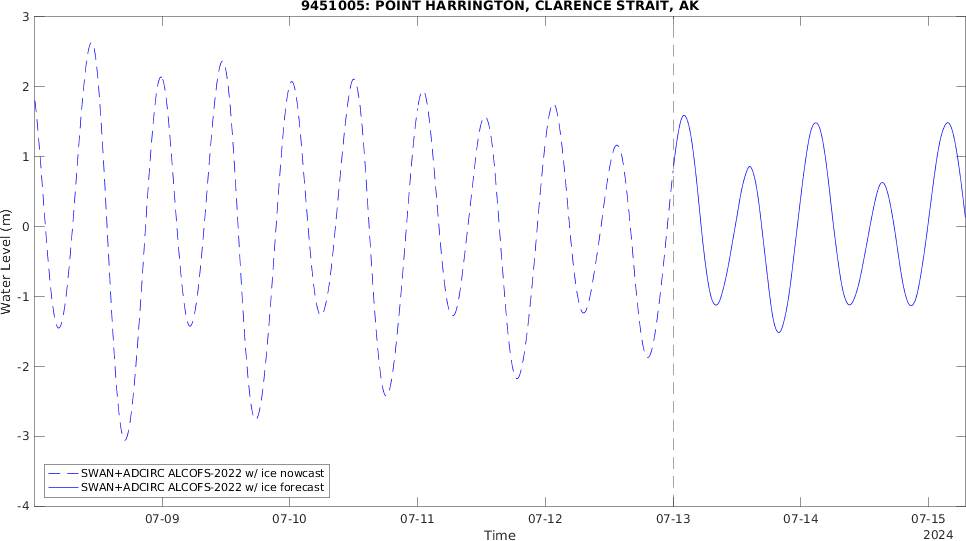 9451005: POINT HARRINGTON, CLARENCE STRAIT, AK
3
2
1
0
-1
-2
-3
-4
Water Level (m)
SWAN+ADCIRC ALCOFS-2022 w/ ice nowcast
SWAN+ADCIRC ALCOFS-2022 w/ ice forecast
07-09 07-10 07-11 07-12 07-13 07-14 07-15
Time
2024